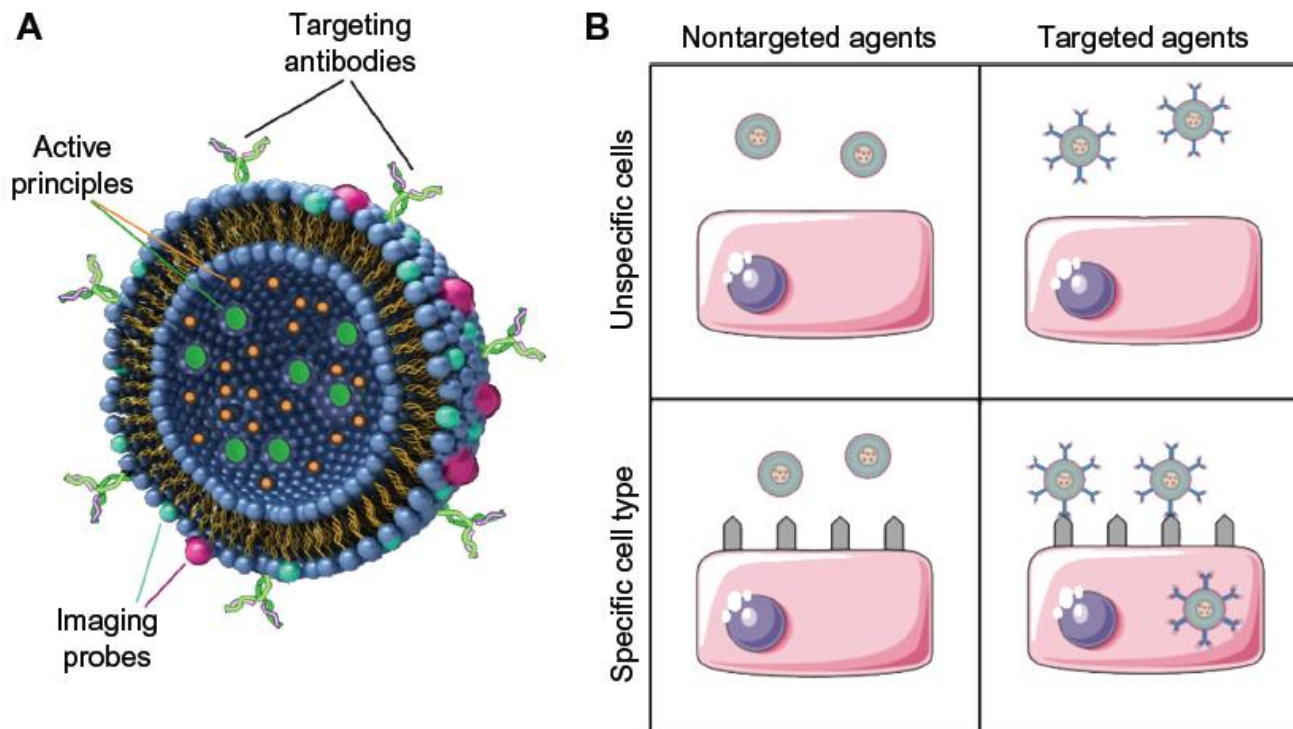 A
Targeting
antibodies
Active
principles
Imaging
probes
B
Nontargeted agents
Targeted agents
Unspecific cells
Specific cell type